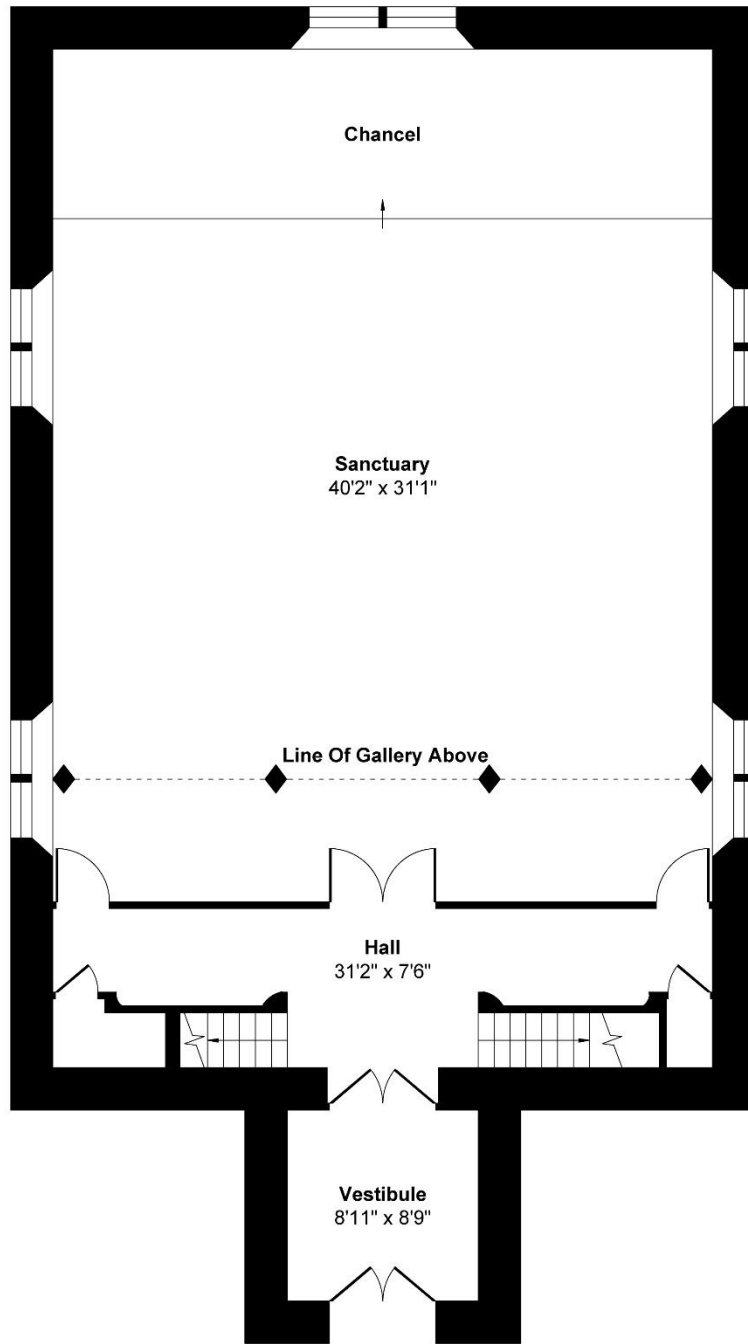 Chancel
Sanctuary
40'2" x 31'1"
Line Of Gallery Above
Hall
31'2" x 7'6"
Vestibule
8'11" x 8'9"